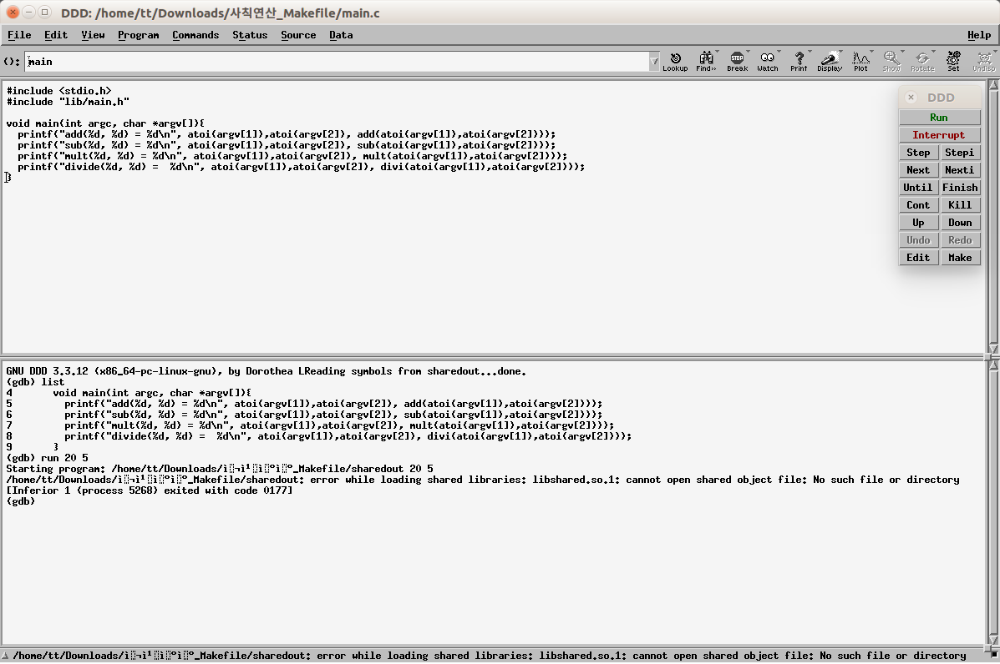 DDD: /home/tt/Downloads/사칙연산_Makefile/main.c
File Edit View Program Commands Status Source Data Help
(): main
Lookup Find>> Break Watch Print Display Plot Show Rotate Set Undisp
#include <stdio.h>
#include "lib/main.h"
void main(int argc, char *argv[]){
printf("add(%d, %d) = %d\n", atoi(argv[1]),atoi(argv[2]), add(atoi(argv[1]),atoi(argv[2])));
printf("sub(%d, %d) = %d\n", atoi(argv[1]),atoi(argv[2]), sub(atoi(argv[1]),atoi(argv[2])));
printf("mult(%d, %d) = %d\n", atoi(argv[1]),atoi(argv[2]), mult(atoi(argv[1]),atoi(argv[2])));
printf("divide(%d, %d) =  %d\n", atoi(argv[1]),atoi(argv[2]), divi(atoi(argv[1]),atoi(argv[2])));
}
DDD
Run
Interrupt
Step Stepi
Next Nexti
Until Finish
Cont Kill
Up Down
Undo Redo
Edit Make
GNU DDD 3.3.12 (x86_64-pc-linux-gnu), by Dorothea LReading symbols from sharedout...done.
(gdb) list
4 void main(int argc, char *argv[]){
5 printf("add(%d, %d) = %d\n", atoi(argv[1]),atoi(argv[2]), add(atoi(argv[1]),atoi(argv[2])));
6 printf("sub(%d, %d) = %d\n", atoi(argv[1]),atoi(argv[2]), sub(atoi(argv[1]),atoi(argv[2])));
7 printf("mult(%d, %d) = %d\n", atoi(argv[1]),atoi(argv[2]), mult(atoi(argv[1]),atoi(argv[2])));
8 printf("divide(%d, %d) =  %d\n", atoi(argv[1]),atoi(argv[2]), divi(atoi(argv[1]),atoi(argv[2])));
9 }
(gdb) run 20 5
Starting program: /home/tt/Downloads/_Makefile/sharedout 20 5
/home/tt/Downloads/_Makefile/sharedout: error while loading shared libraries: libshared.so.1: cannot open shared object file: No such file or directory
[Inferior 1 (process 5268) exited with code 0177]
(gdb)
/home/tt/Downloads/_Makefile/sharedout: error while loading shared libraries: libshared.so.1: cannot open shared object file: No such file or directory